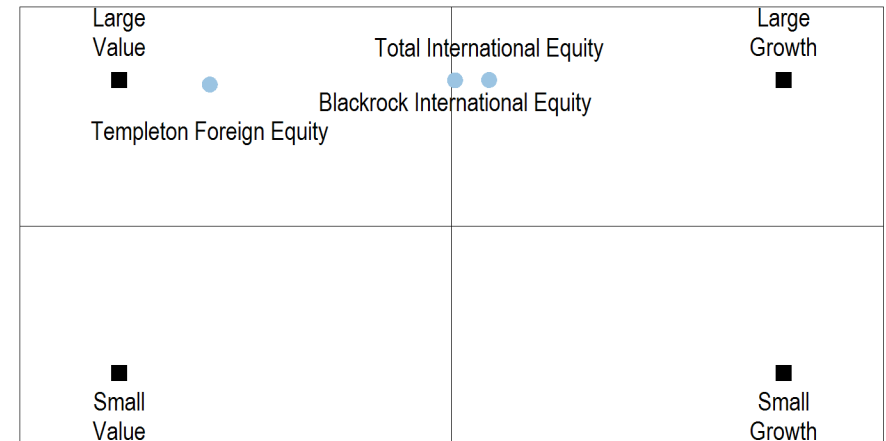 Large
Value
Large
Growth
Total International Equity
Blackrock International Equity
Templeton Foreign Equity
Small
Value
Small
Growth